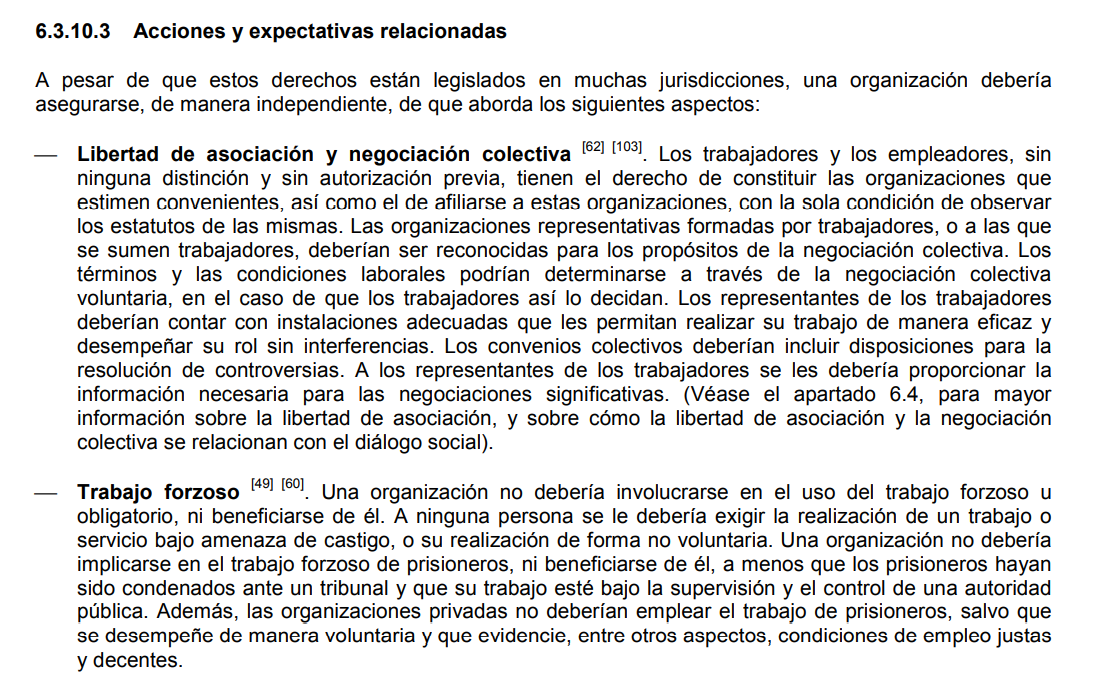 6.3.10.3 Acciones y expectativas relacionadas
A pesar de que estos derechos están legislados en muchas jurisdicciones, una organización debería
asegurarse, de manera independiente, de que aborda los siguientes aspectos:
— Libertad de asociación y negociación colectiva [62] [103]. Los trabajadores y los empleadores, sin
ninguna distinción y sin autorización previa, tienen el derecho de constituir las organizaciones que
estimen convenientes, así como el de afiliarse a estas organizaciones, con la sola condición de observar
los estatutos de las mismas. Las organizaciones representativas formadas por trabajadores, o a las que
se sumen trabajadores, deberían ser reconocidas para los propósitos de la negociación colectiva. Los
términos y las condiciones laborales podrían determinarse a través de la negociación colectiva
voluntaria, en el caso de que los trabajadores así lo decidan. Los representantes de los trabajadores
deberían contar con instalaciones adecuadas que les permitan realizar su trabajo de manera eficaz y
desempeñar su rol sin interferencias. Los convenios colectivos deberían incluir disposiciones para la
resolución de controversias. A los representantes de los trabajadores se les debería proporcionar la
información necesaria para las negociaciones significativas. (Véase el apartado 6.4, para mayor
información sobre la libertad de asociación, y sobre cómo la libertad de asociación y la negociación
colectiva se relacionan con el diálogo social).
— Trabajo forzoso [49] [60]. Una organización no debería involucrarse en el uso del trabajo forzoso u
obligatorio, ni beneficiarse de él. A ninguna persona se le debería exigir la realización de un trabajo o
servicio bajo amenaza de castigo, o su realización de forma no voluntaria. Una organización no debería
implicarse en el trabajo forzoso de prisioneros, ni beneficiarse de él, a menos que los prisioneros hayan
sido condenados ante un tribunal y que su trabajo esté bajo la supervisión y el control de una autoridad
pública. Además, las organizaciones privadas no deberían emplear el trabajo de prisioneros, salvo que
se desempeñe de manera voluntaria y que evidencie, entre otros aspectos, condiciones de empleo justas
y decentes.